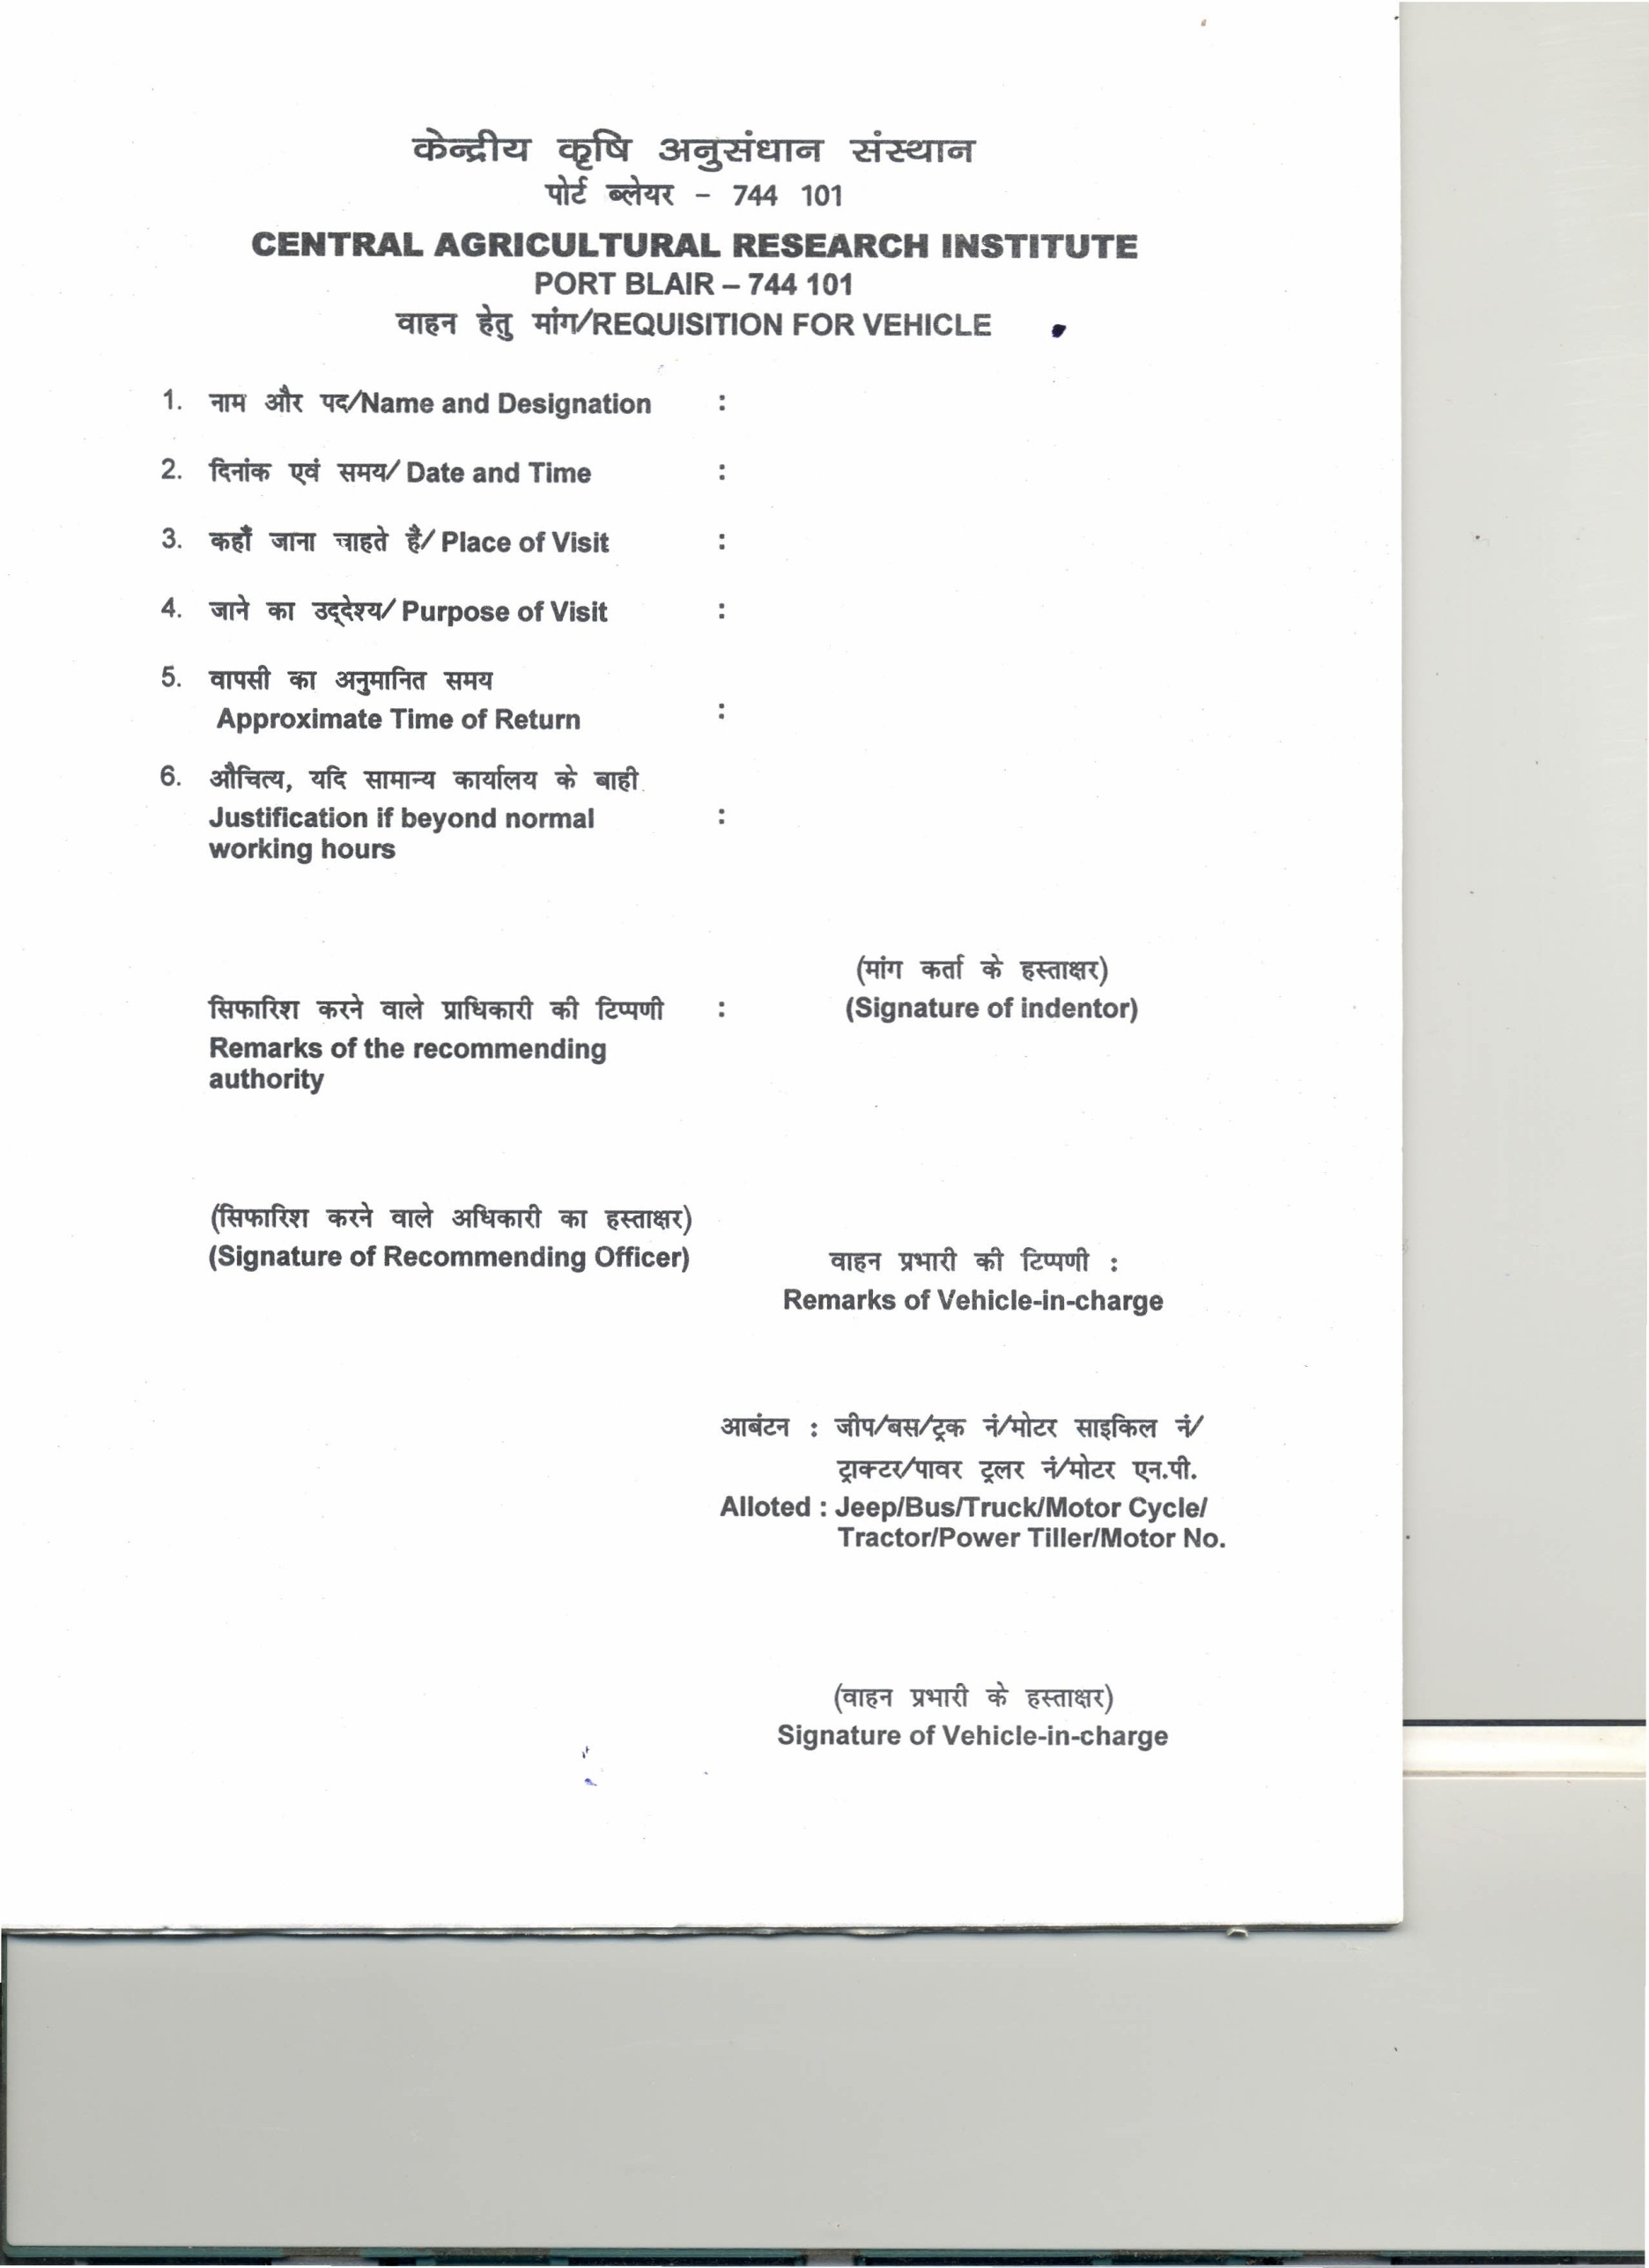 केन्द्रीय कृषि अनुसंधान संस्थान
पोर्ट ब्लेयर - 744 101
CENTRAL AGRICULTURAL RESEARCH INSTITUTE
PORT BLAIR – 744 101
वाहन हेतु मांग/REQUISITION FOR VEHICLE
1. नाम और पद/Name and Designation :
2. दिनांक एवं समय/ Date and Time :
3. कहाँ जाना चाहते हैं/ Place of Visit :
4. जाने का उद्देश्य/ Purpose of Visit :
5. वापसी का अनुमानित समय
Approximate Time of Return :
6. औचित्य, यदि सामान्य कार्यालय के बाही
Justification if beyond normal :
working hours
(मांग कर्ता के हस्ताक्षर)
(Signature of indentor)
सिफारिश करने वाले प्राधिकारी की टिप्पणी :
Remarks of the recommending
authority
(सिफारिश करने वाले अधिकारी का हस्ताक्षर)
(Signature of Recommending Officer)
वाहन प्रभारी की टिप्पणी :
Remarks of Vehicle-in-charge
आबंटन : जीप/बस/ट्रक नं/मोटर साइकिल नं/
ट्राक्टर/पावर ट्रलर नं/मोटर एन.पी.
Alloted : Jeep/Bus/Truck/Motor Cycle/
Tractor/Power Tiller/Motor No.
(वाहन प्रभारी के हस्ताक्षर)
Signature of Vehicle-in-charge